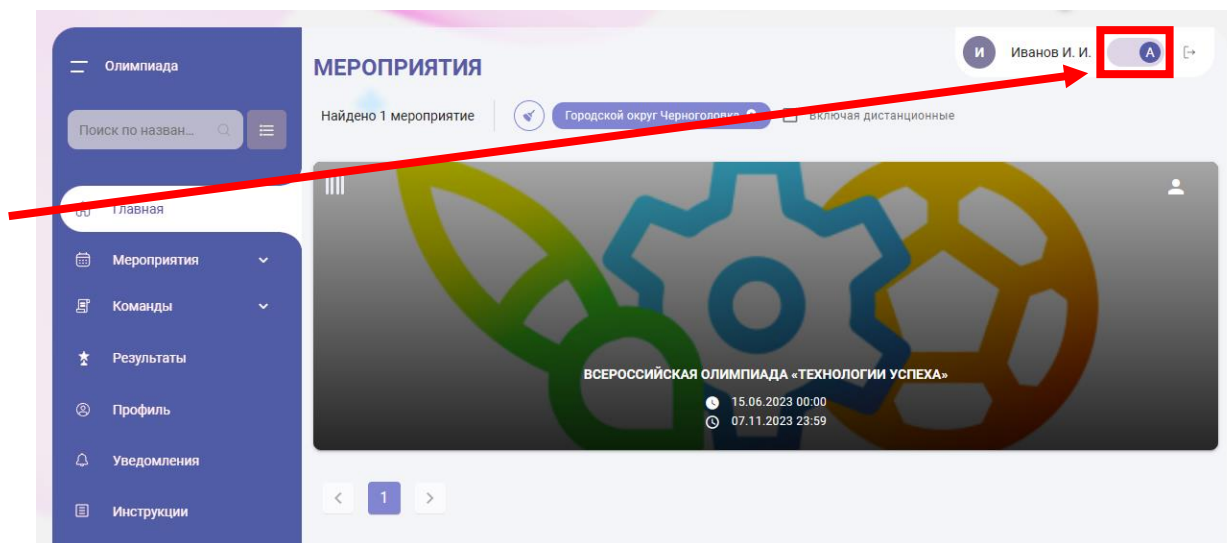 Олимпиада
Поиск по назван...
Главная
Мероприятия
Команды
Результаты
Профиль
Уведомления
Инструкции
МЕРОПРИЯТИЯ
И Иванов И. И. А
Найдено 1 мероприятие
Городской округ Черноголовка
Включая дистанционные
ВСЕРОССИЙСКАЯ ОЛИМПИАДА «ТЕХНОЛОГИИ УСПЕХА»
15.06.2023 00:00
07.11.2023 23:59
1